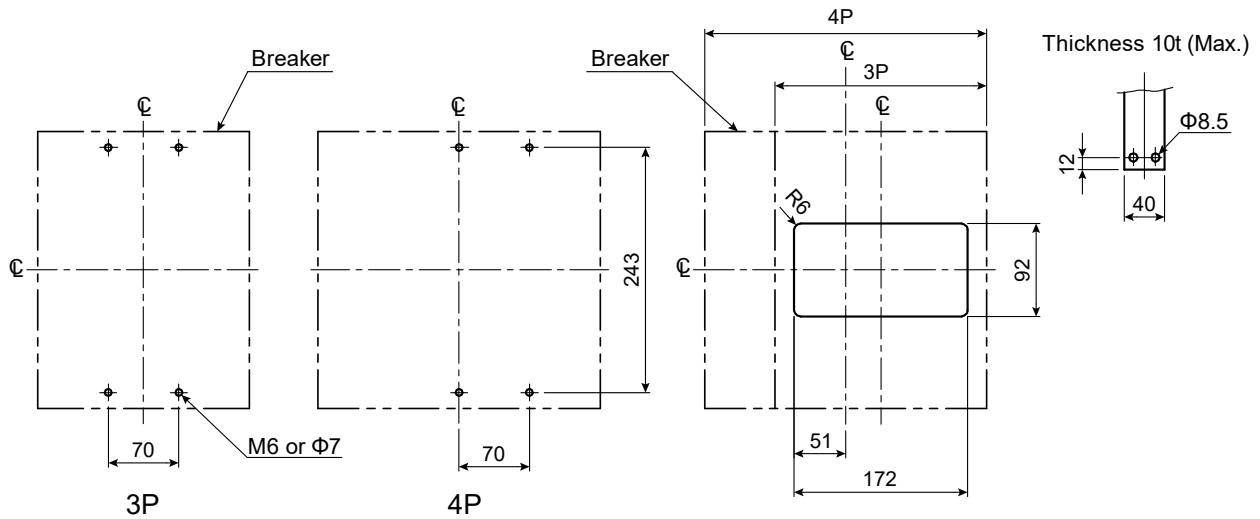 Breaker
℄
℄
70
M6 or Φ7
3P
℄
243
70
4P
4P
℄
Breaker
3P
℄
℄
R6
92
51
172
Thickness 10t (Max.)
Φ8.5
12
40